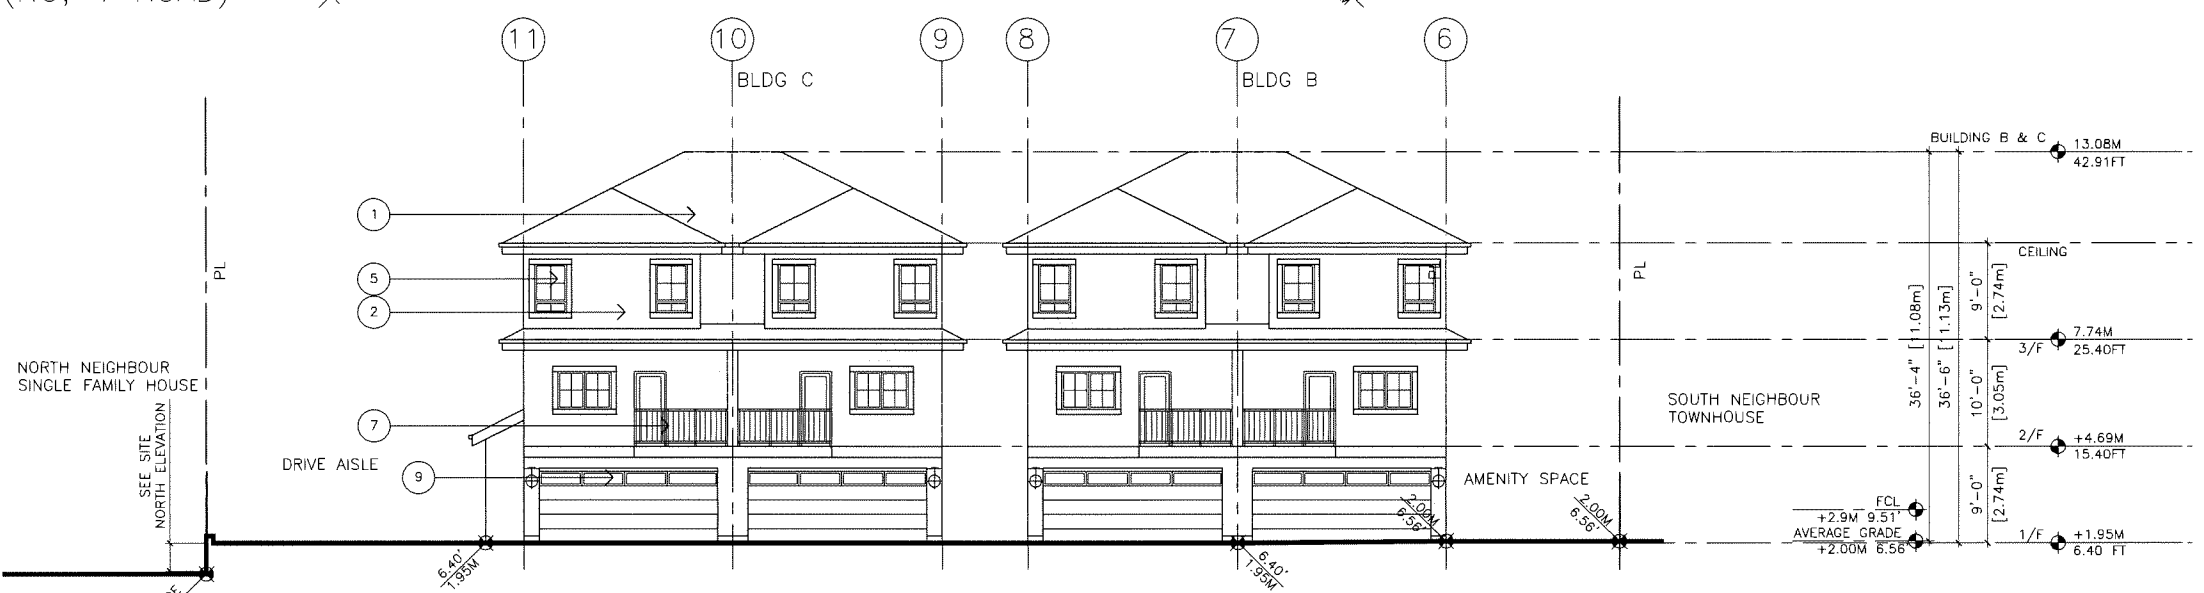 11
10
9
8
7
6
BLDG C
BLDG B
BUILDING B & C
13.08M
42.91FT
1
PL
PL
CEILING
5
2
36'-4" [11.08m]
36'-6" [11.13m]
9'-0"
[2.74m]
7.74M
3/F
25.40FT
NORTH NEIGHBOUR
SINGLE FAMILY HOUSE
SOUTH NEIGHBOUR
TOWNHOUSE
10'-0"
[3.05m]
7
SEE SITE
NORTH ELEVATION
2/F
+4.69M
15.40FT
DRIVE AISLE
9
AMENITY SPACE
9'-0"
[2.74m]
2.00M
6.56'
2.00M
6.56'
FCL
+2.9M 9.51'
AVERAGE GRADE
+2.00M 6.56'
1/F
+1.95M
6.40 FT
6.40'
1.95M
6.40'
1.95M